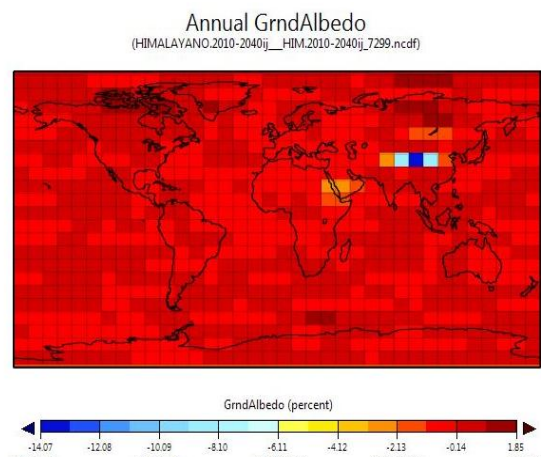 Annual GrndAlbedo
(HIMALAYANO.2010-2040ij__HIM.2010-2040ij_7299.ncdf)
GrndAlbedo (percent)
-14.07 -12.08 -10.09 -8.10 -6.11 -4.12 -2.13 -0.14 1.85